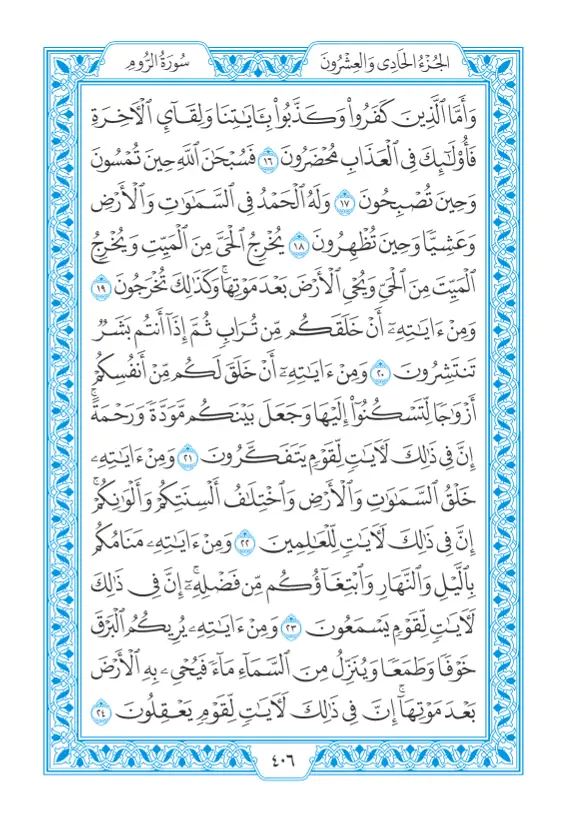 الجُزْءُ الحَادِي وَالعِشْرُونَ
سُورَةُ الرُّومِ
وَأَمَّا ٱلَّذِينَ كَفَرُواْ وَكَذَّبُواْ بِـَٔايَٰتِنَا وَلِقَآيِٕ ٱلۡأٓخِرَةِ
فَأُوْلَٰٓئِكَ فِي ٱلۡعَذَابِ مُحۡضَرُونَ ١٦ فَسُبۡحَٰنَ ٱللَّهِ حِينَ تُمۡسُونَ
وَحِينَ تُصۡبِحُونَ ١٧ وَلَهُ ٱلۡحَمۡدُ فِي ٱلسَّمَٰوَٰتِ وَٱلۡأَرۡضِ
وَعَشِيّٗا وَحِينَ تُظۡهِرُونَ ١٨ يُخۡرِجُ ٱلۡحَيَّ مِنَ ٱلۡمَيِّتِ وَيُخۡرِجُ
ٱلۡمَيِّتَ مِنَ ٱلۡحَيِّ وَيُحۡيِ ٱلۡأَرۡضَ بَعۡدَ مَوۡتِهَاۚ وَكَذَٰلِكَ تُخۡرَجُونَ ١٩
وَمِنۡ ءَايَٰتِهِۦٓ أَنۡ خَلَقَكُم مِّن تُرَابٖ ثُمَّ إِذَآ أَنتُم بَشَرٞ
تَنتَشِرُونَ ٢٠ وَمِنۡ ءَايَٰتِهِۦٓ أَنۡ خَلَقَ لَكُم مِّنۡ أَنفُسِكُمۡ
أَزۡوَٰجٗا لِّتَسۡكُنُوٓاْ إِلَيۡهَا وَجَعَلَ بَيۡنَكُم مَّوَدَّةٗ وَرَحۡمَةًۚ
إِنَّ فِي ذَٰلِكَ لَأٓيَٰتٖ لِّقَوۡمٖ يَتَفَكَّرُونَ ٢١ وَمِنۡ ءَايَٰتِهِۦ
خَلۡقُ ٱلسَّمَٰوَٰتِ وَٱلۡأَرۡضِ وَٱخۡتِلَٰفُ أَلۡسِنَتِكُمۡ وَأَلۡوَٰنِكُمۡۚ
إِنَّ فِي ذَٰلِكَ لَأٓيَٰتٖ لِّلۡعَٰلِمِينَ ٢٢ وَمِنۡ ءَايَٰتِهِۦ مَنَامُكُم
بِٱلَّيۡلِ وَٱلنَّهَارِ وَٱبۡتِغَآؤُكُم مِّن فَضۡلِهِۦٓۚ إِنَّ فِي ذَٰلِكَ
لَأٓيَٰتٖ لِّقَوۡمٖ يَسۡمَعُونَ ٢٣ وَمِنۡ ءَايَٰتِهِۦ يُرِيكُمُ ٱلۡبَرۡقَ
خَوۡفٗا وَطَمَعٗا وَيُنَزِّلُ مِنَ ٱلسَّمَآءِ مَآءٗ فَيُحۡيِۦ بِهِ ٱلۡأَرۡضَ
بَعۡدَ مَوۡتِهَآۚ إِنَّ فِي ذَٰلِكَ لَأٓيَٰتٖ لِّقَوۡمٖ يَعۡقِلُونَ ٢٤
٤٠٦